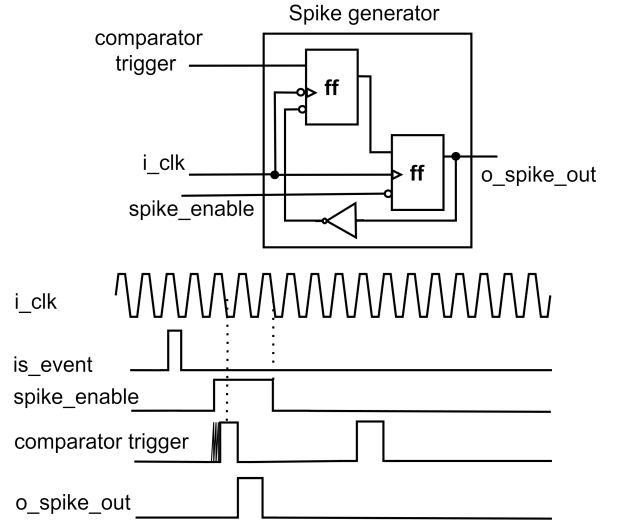 Spike generator
comparator
trigger
ff
i_clk
ff
o_spike_out
spike_enable
i_clk
is_event
spike_enable
comparator trigger
o_spike_out